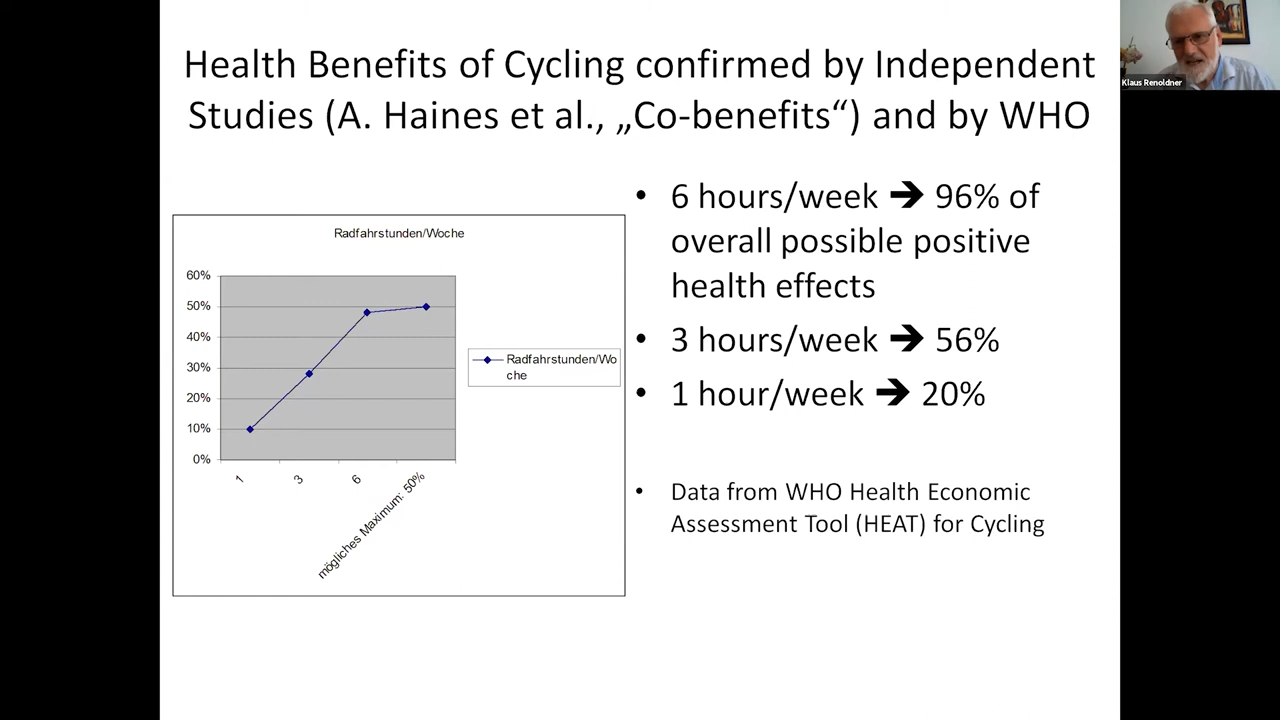 Health Benefits of Cycling confirmed by Independent
Studies (A. Haines et al., „Co-benefits“) and by WHO
Klaus Renoldner
Radfahrstunden/Woche
60%
50%
40%
30%
20%
10%
0%
1
3
6
mögliches Maximum: 50%
Radfahrstunden/Wo
che
• 6 hours/week ➔ 96% of
overall possible positive
health effects
• 3 hours/week ➔ 56%
• 1 hour/week ➔ 20%
• Data from WHO Health Economic
Assessment Tool (HEAT) for Cycling